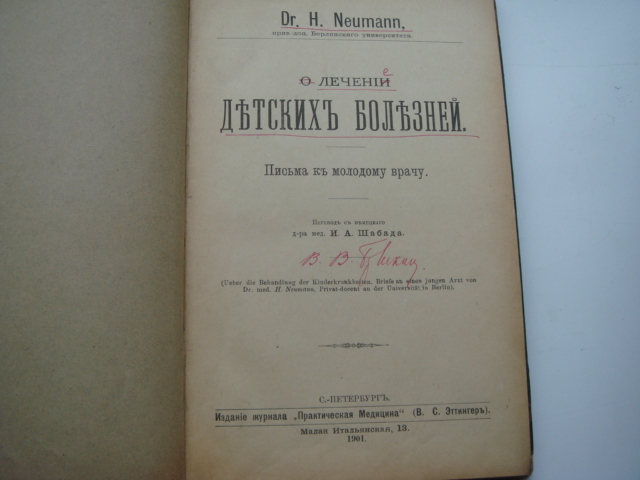 Dr. H. Neumann,
прив.-доц. Берлинскаго университета.
О ЛЕЧЕНІИ е
ДѢТСКИХЪ БОЛѢЗНЕЙ.
Письма къ молодому врачу.
Переводъ съ нѣмецкаго
д-ра мед. И. А. Шабада.
В. В.
(Ueber die Behandlung der Kinderkrankheiten. Briefe an einen jungen Arzt von
Dr. med. H. Neumann, Privat-docent an der Universität in Berlin).
С.-ПЕТЕРБУРГЪ.
Изданіе журнала „Практическая Медицина“ (В. С. Эттингеръ).
Малая Итальянская, 13.
1901.